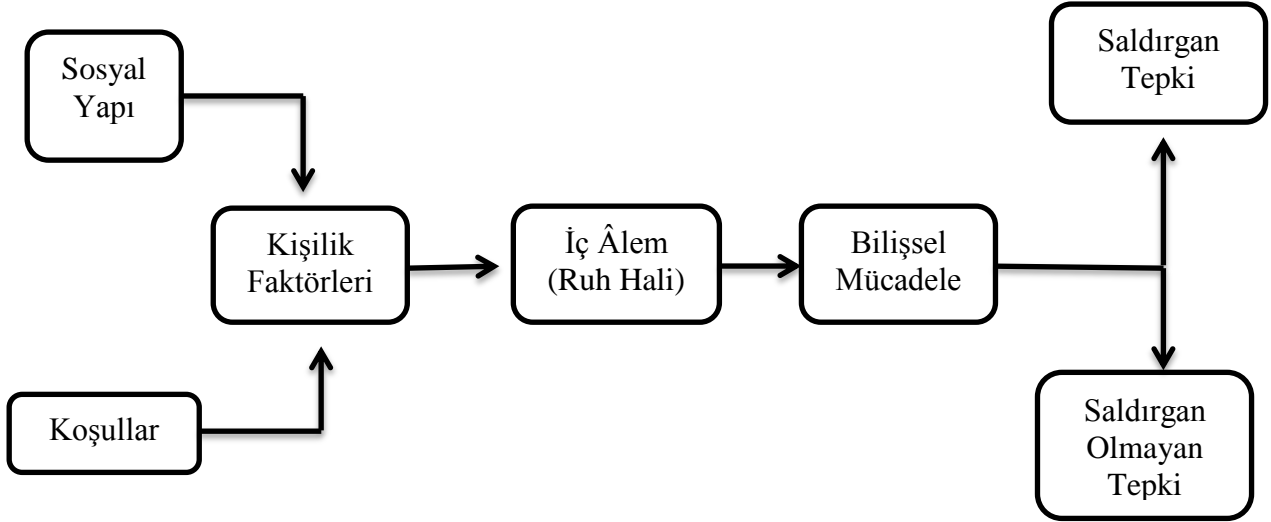 Sosyal
Yapı
Saldırgan
Tepki
Kişilik
Faktörleri
İç Âlem
(Ruh Hali)
Bilişsel
Mücadele
Koşullar
Saldırgan
Olmayan
Tepki